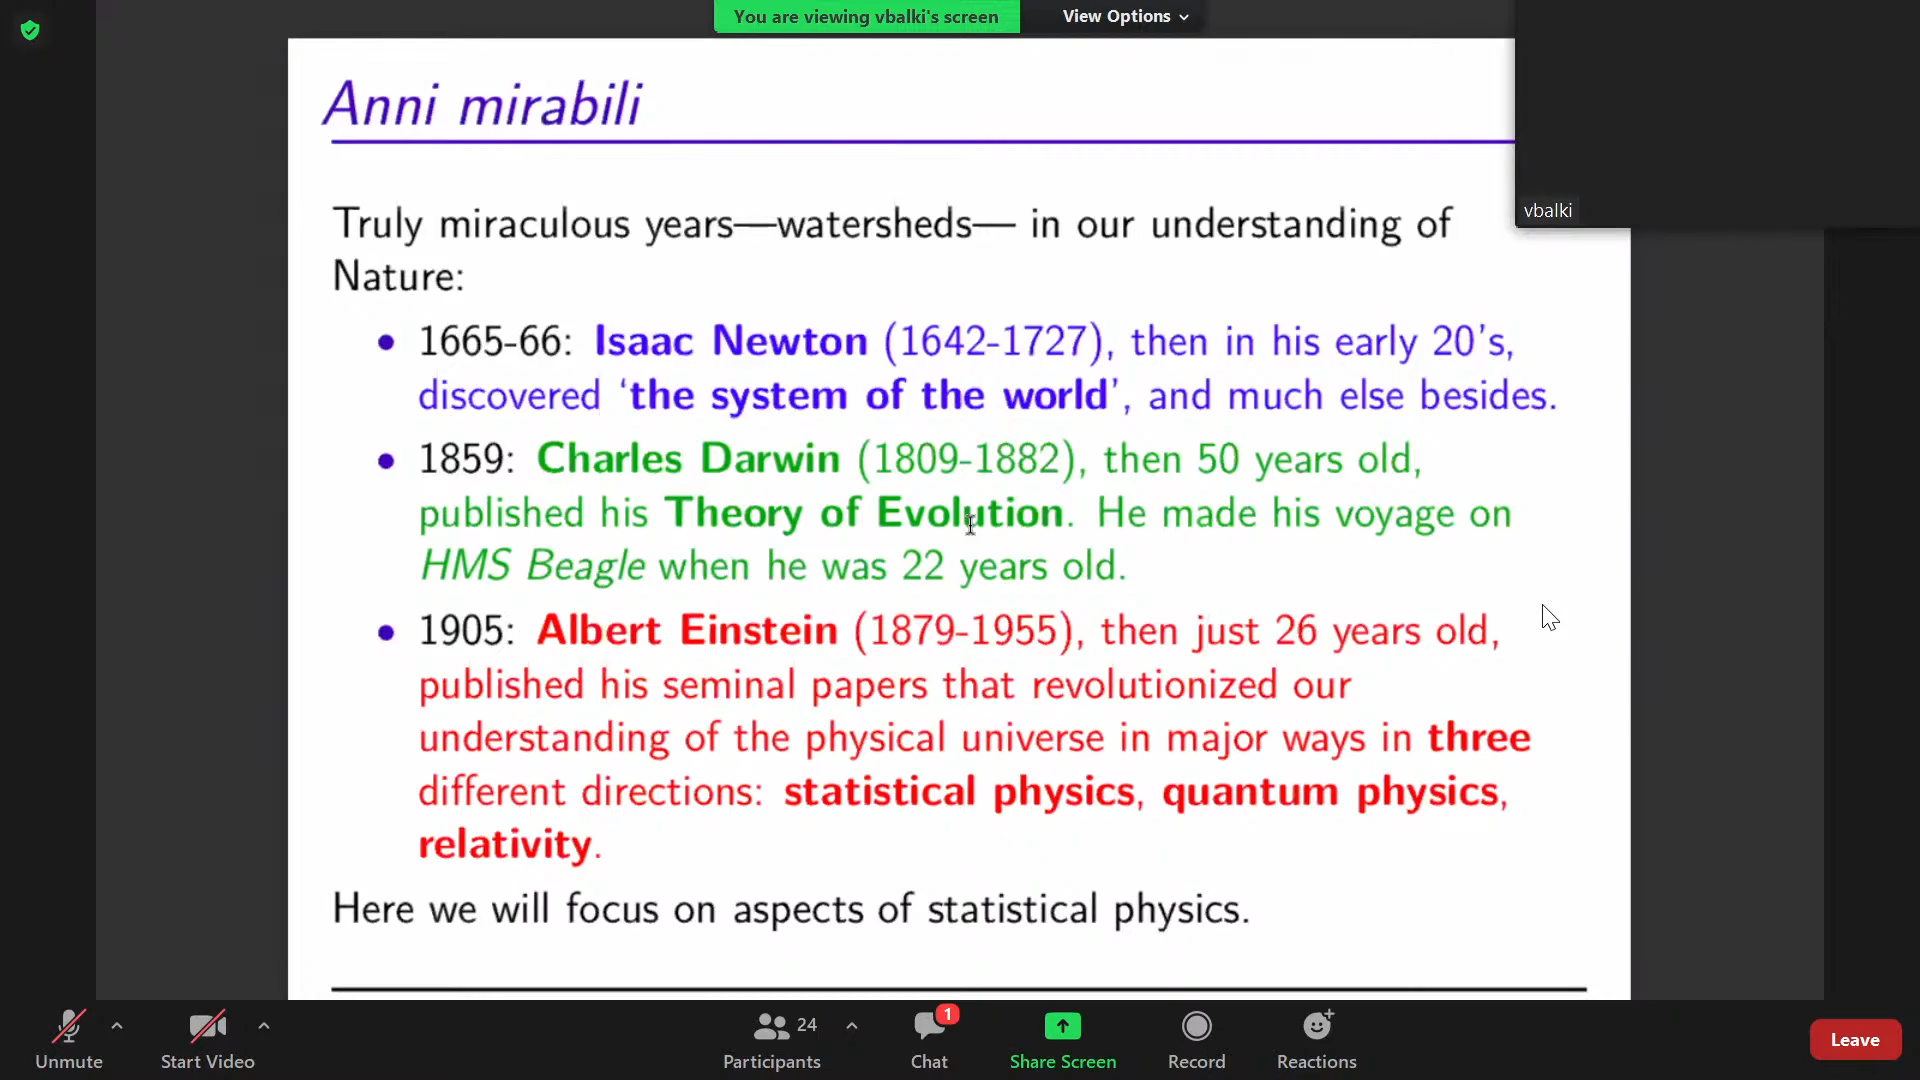 You are viewing vbalki's screen
View Options
Anni mirabili
vbalki
Truly miraculous years—watersheds— in our understanding of
Nature:
• 1665-66: Isaac Newton (1642-1727), then in his early 20's,
discovered ‘the system of the world’, and much else besides.
• 1859: Charles Darwin (1809-1882), then 50 years old,
published his Theory of Evolution. He made his voyage on
HMS Beagle when he was 22 years old.
• 1905: Albert Einstein (1879-1955), then just 26 years old,
published his seminal papers that revolutionized our
understanding of the physical universe in major ways in three
different directions: statistical physics, quantum physics,
relativity.
Here we will focus on aspects of statistical physics.
24
1
Unmute
Start Video
Participants
Chat
Share Screen
Record
Reactions
Leave